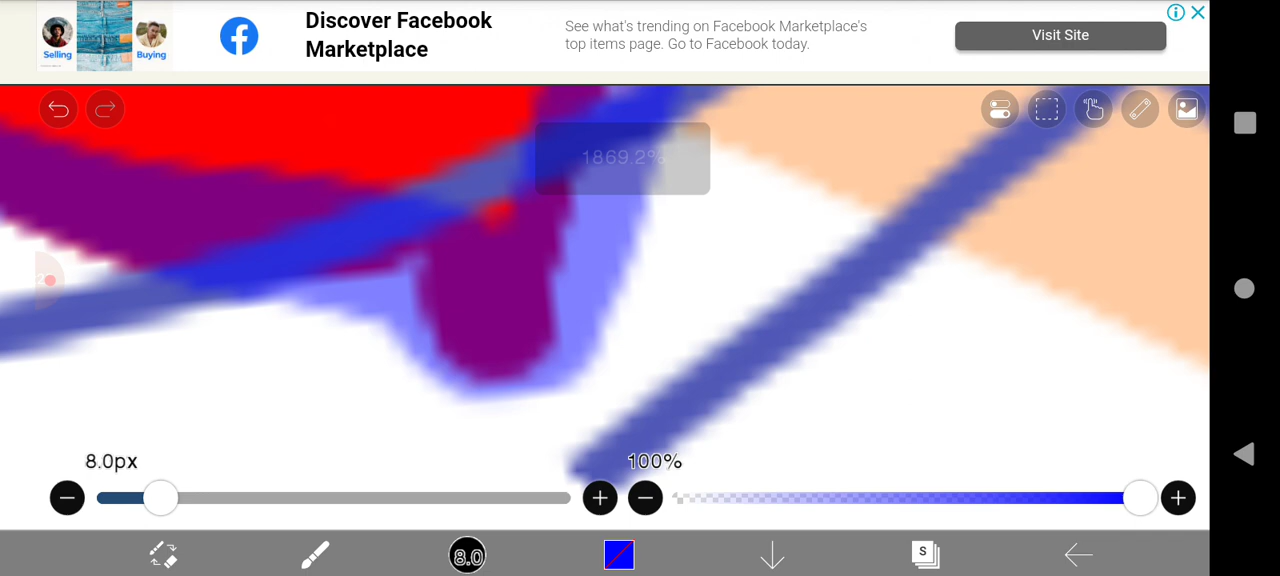 Discover Facebook
Marketplace
See what's trending on Facebook Marketplace's
top items page. Go to Facebook today.
Visit Site
Selling
Buying
1869.2%
8.0px
100%
8.0
S